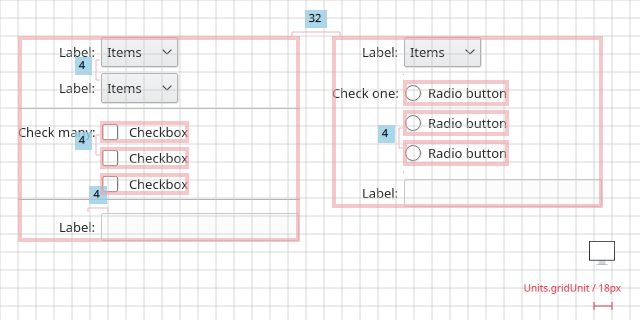 32
Label: Items
4
Label: Items
Check many: Checkbox
4
Checkbox
Checkbox
4
Label:
Label: Items
Check one: Radio button
Radio button
4
Radio button
Label:
Units.gridUnit / 18px